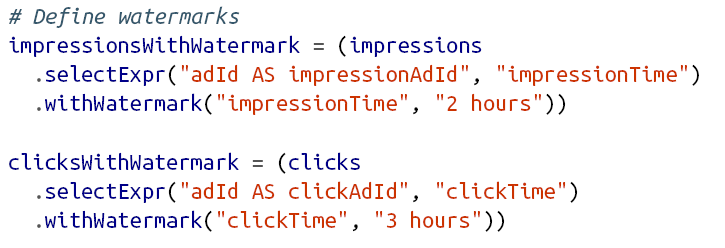 # Define watermarks
impressionsWithWatermark = (impressions
  .selectExpr("adId AS impressionAdId", "impressionTime")
  .withWatermark("impressionTime", "2 hours"))

clicksWithWatermark = (clicks
  .selectExpr("adId AS clickAdId", "clickTime")
  .withWatermark("clickTime", "3 hours"))